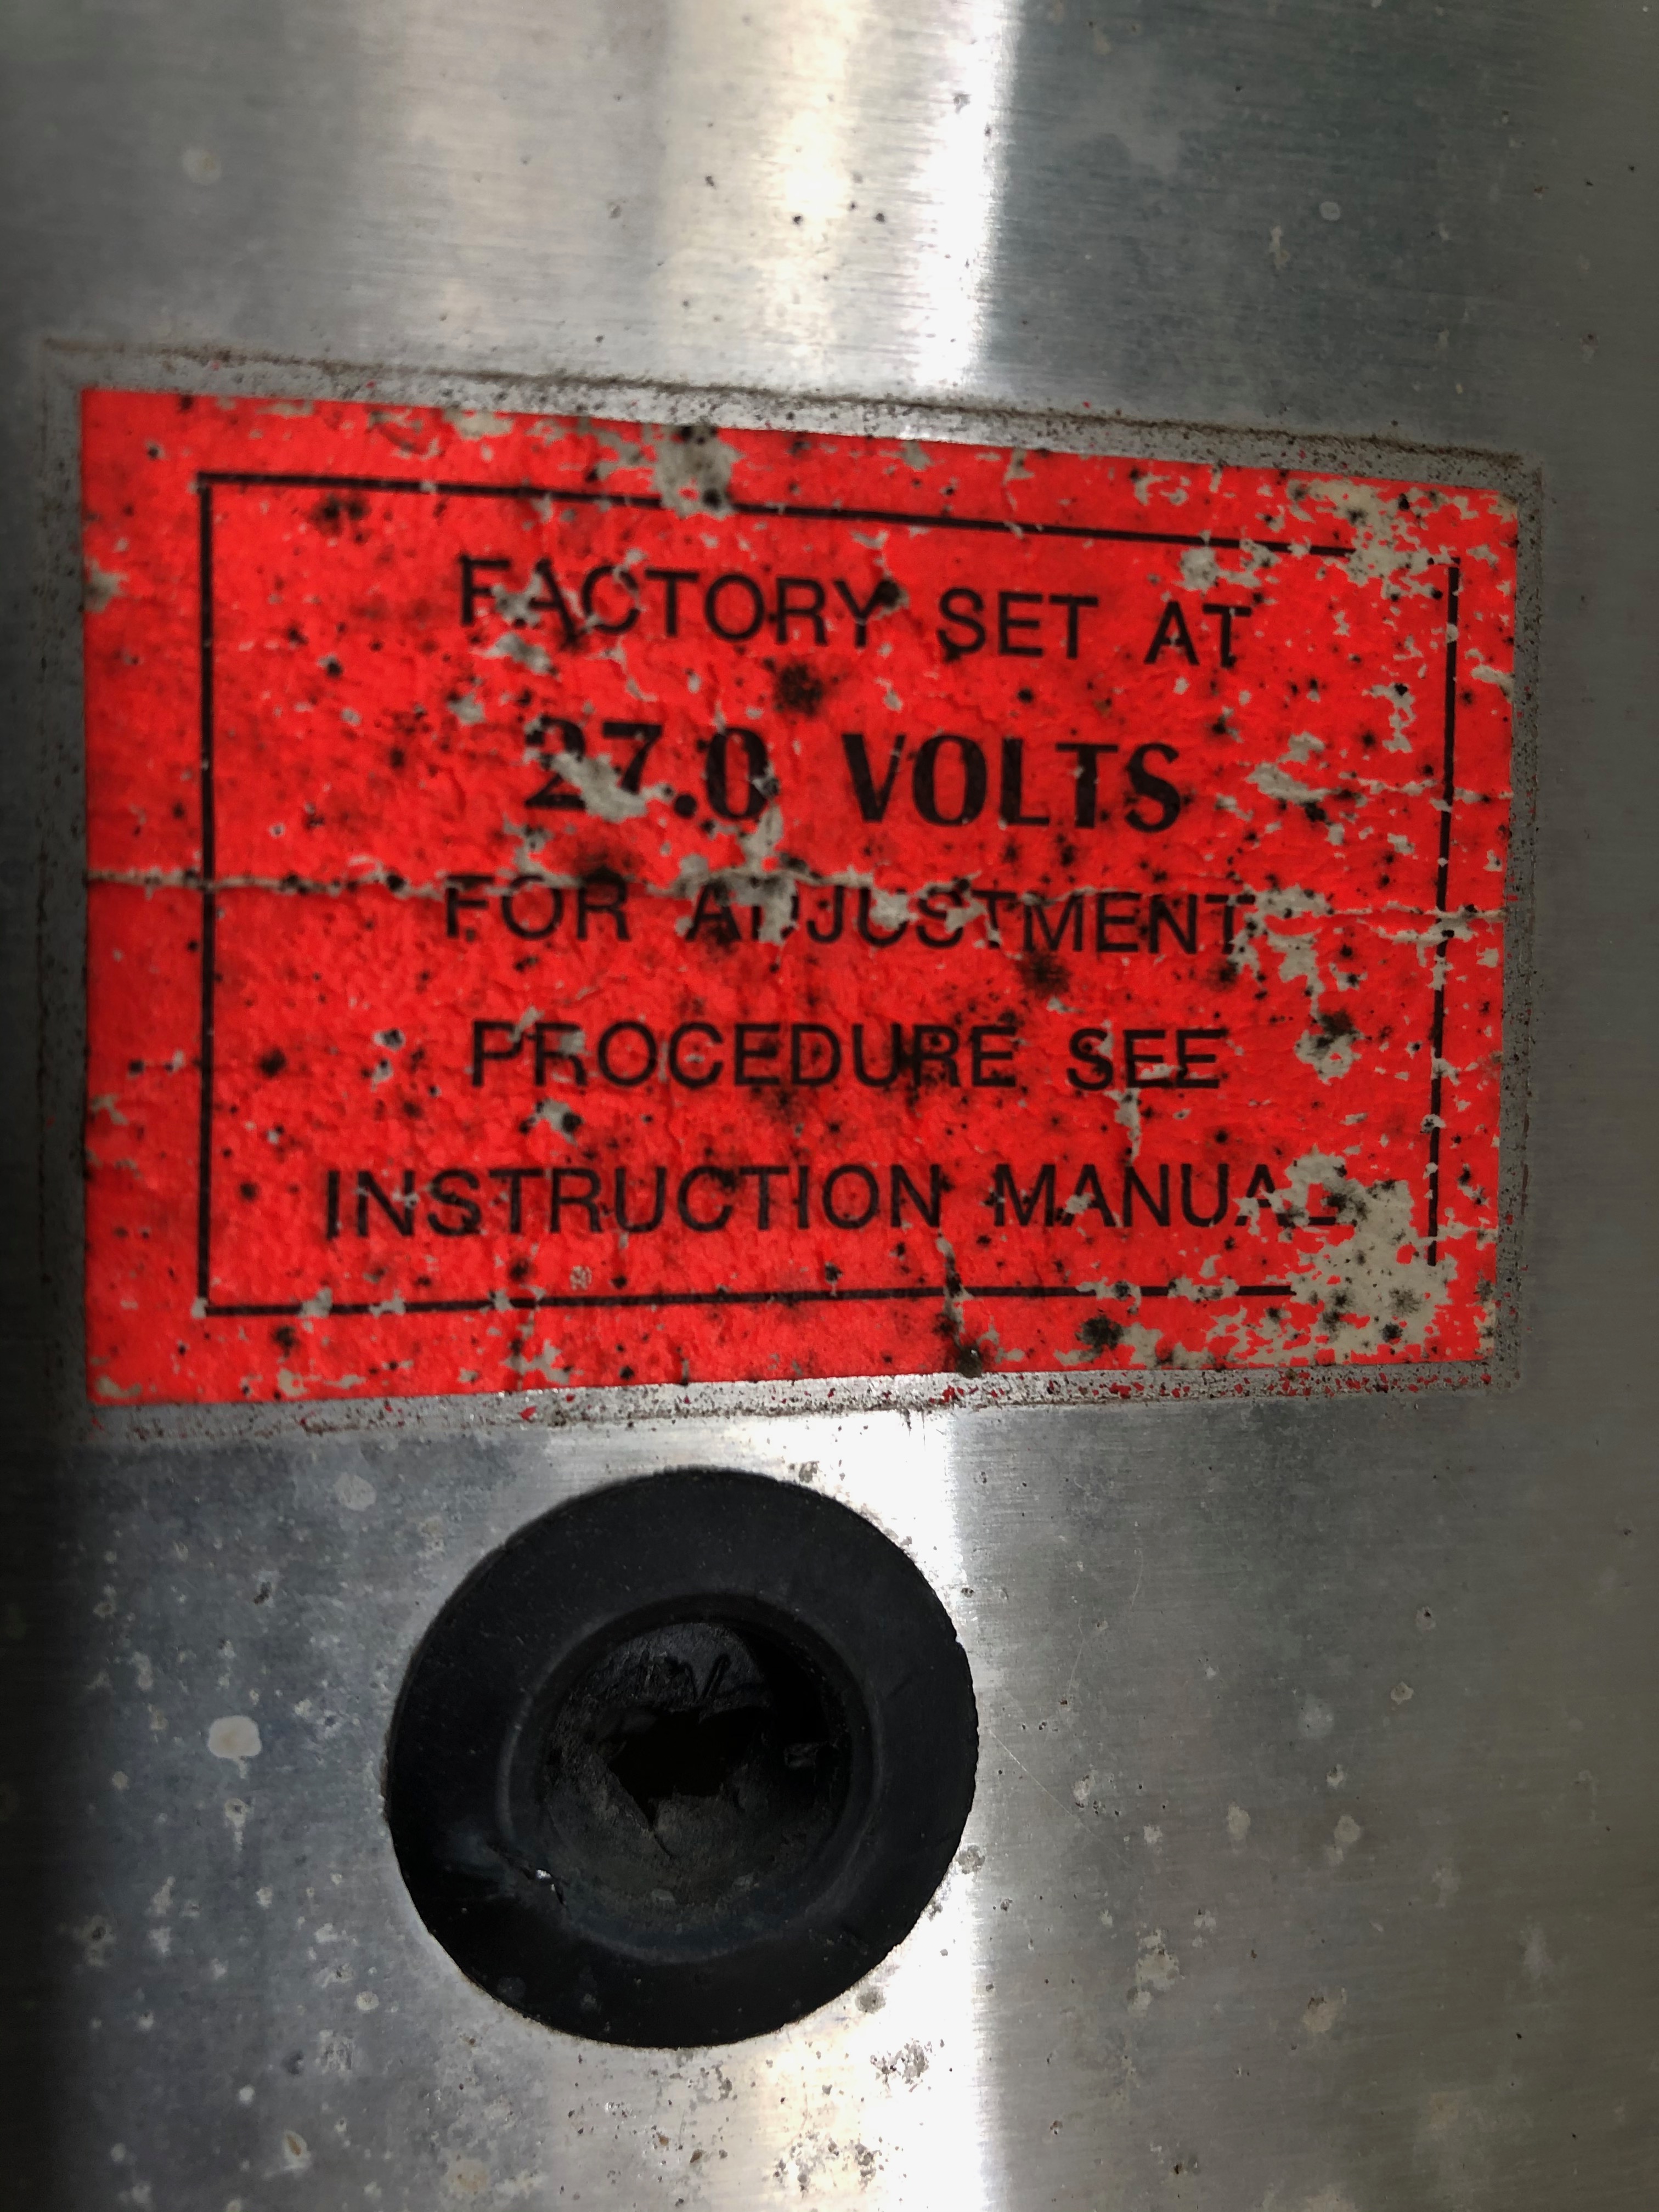 FACTORY SET AT
27.0 VOLTS
FOR ADJUSTMENT
PROCEDURE SEE
INSTRUCTION MANUAL